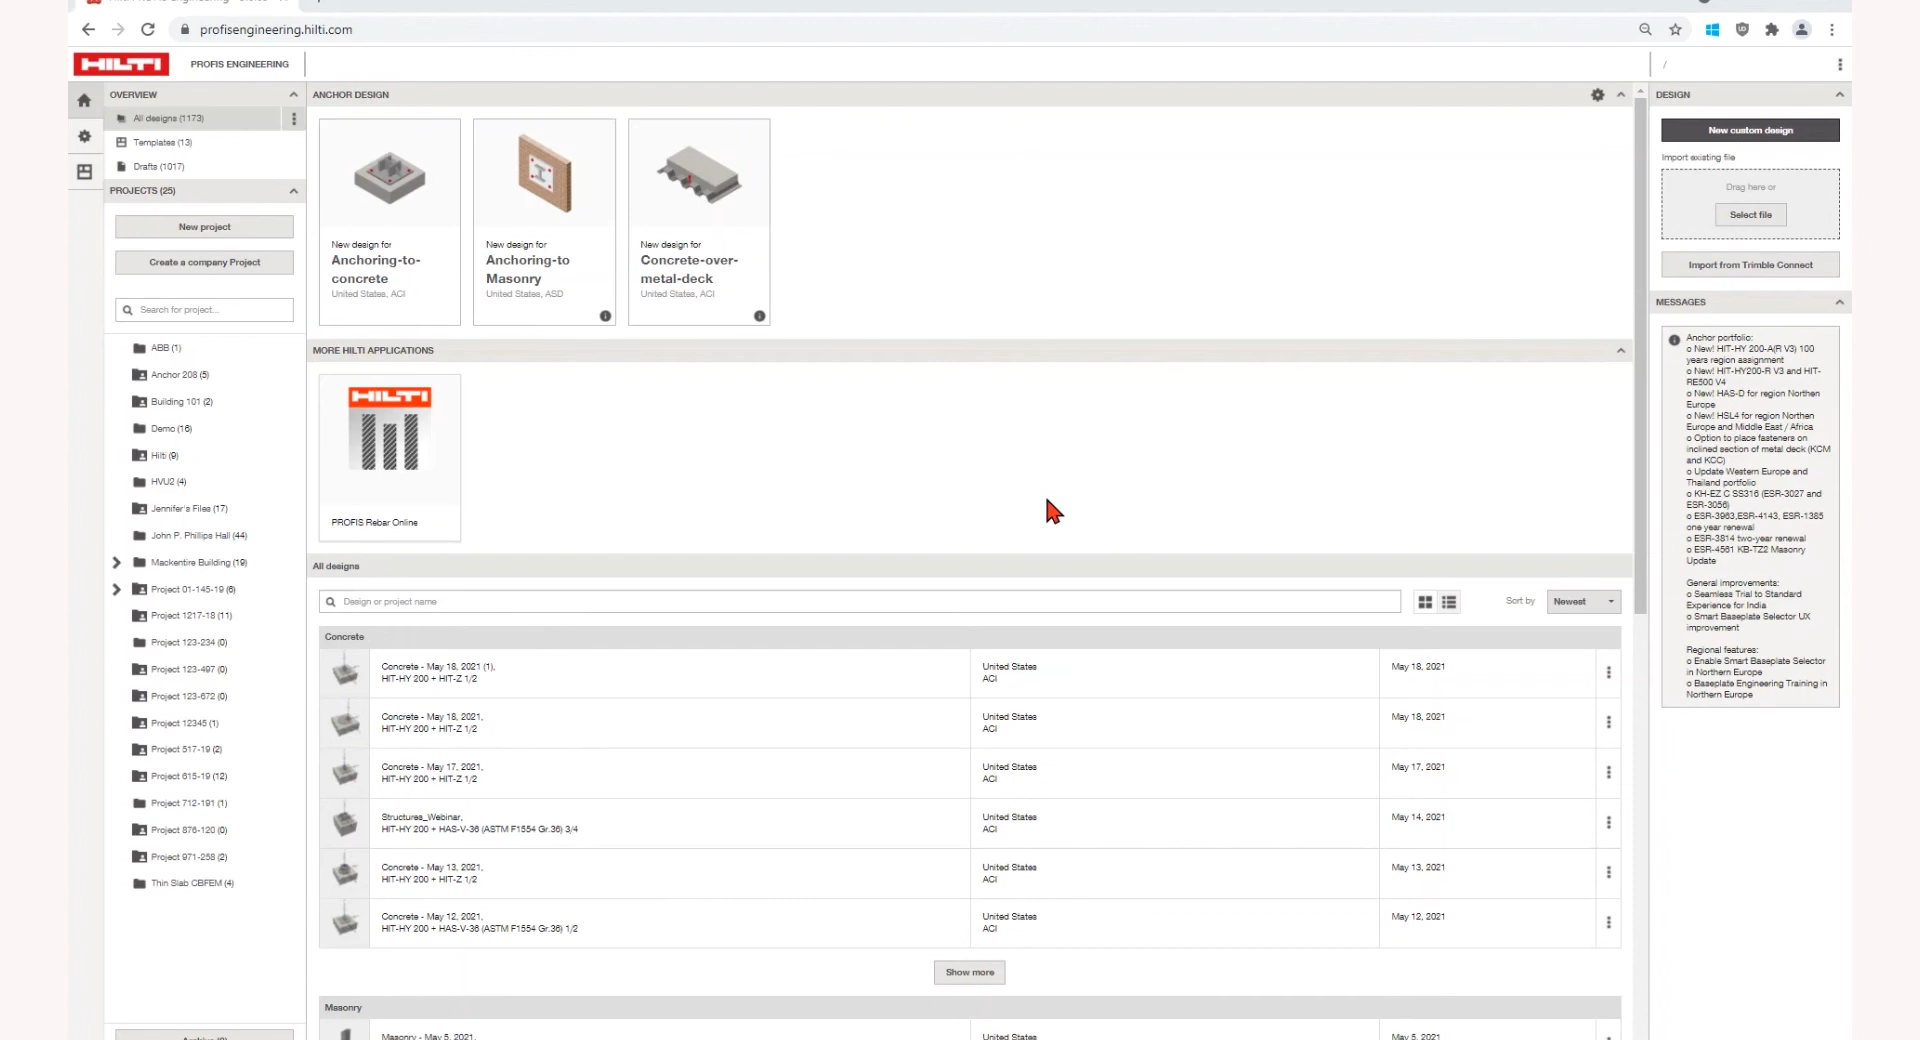 profisengineering.hilti.com
HILTI
PROFIS ENGINEERING
/
OVERVIEW
All designs (1173)
Templates (13)
Drafts (1017)
PROJECTS (25)
New project
Create a company Project
Search for project...
ABB (1)
Anchor 208 (5)
Building 101 (2)
Demo (16)
Hilti (9)
HVU2 (4)
Jennifer's Files (17)
John P. Phillips Hall (44)
Mackentire Building (19)
Project 01-145-19 (6)
Project 1217-18 (11)
Project 123-234 (0)
Project 123-497 (0)
Project 123-672 (0)
Project 12345 (1)
Project 517-19 (2)
Project 615-19 (12)
Project 712-191 (1)
Project 876-120 (0)
Project 971-258 (2)
Thin Slab CBFEM (4)
ANCHOR DESIGN
New design for
Anchoring-to-
concrete
United States, ACI
New design for
Anchoring-to
Masonry
United States, ASD
New design for
Concrete-over-
metal-deck
United States, ACI
MORE HILTI APPLICATIONS
HILTI
PROFIS Rebar Online
All designs
Design or project name
Sort by
Newest
Concrete
Concrete - May 18, 2021 (1),
HIT-HY 200 + HIT-Z 1/2
United States
ACI
May 18, 2021
Concrete - May 18, 2021,
HIT-HY 200 + HIT-Z 1/2
United States
ACI
May 18, 2021
Concrete - May 17, 2021,
HIT-HY 200 + HIT-Z 1/2
United States
ACI
May 17, 2021
Structures_Webinar,
HIT-HY 200 + HAS-V-36 (ASTM F1554 Gr.36) 3/4
United States
ACI
May 14, 2021
Concrete - May 13, 2021,
HIT-HY 200 + HIT-Z 1/2
United States
ACI
May 13, 2021
Concrete - May 12, 2021,
HIT-HY 200 + HAS-V-36 (ASTM F1554 Gr.36) 1/2
United States
ACI
May 12, 2021
Show more
Masonry
Masonry - May 5, 2021,
United States
May 5, 2021
DESIGN
New custom design
Import existing file
Drag here or
Select file
Import from Trimble Connect
MESSAGES
Anchor portfolio:
o New! HIT-HY 200-A(R V3) 100
years region assignment
o New! HIT-HY200-R V3 and HIT-
RE500 V4
o New! HAS-D for region Northen
Europe
o New! HSL4 for region Northen
Europe and Middle East / Africa
o Option to place fasteners on
inclined section of metal deck (KCM
and KCC)
o Update Western Europe and
Thailand portfolio
o KH-EZ C SS316 (ESR-3027 and
ESR-3056)
o ESR-3963,ESR-4143, ESR-1385
one year renewal
o ESR-3814 two-year renewal
o ESR-4561 KB-TZ2 Masonry
Update
General improvements:
o Seamless Trial to Standard
Experience for India
o Smart Baseplate Selector UX
improvement
Regional features:
o Enable Smart Baseplate Selector
in Northern Europe
o Baseplate Engineering Training in
Northern Europe